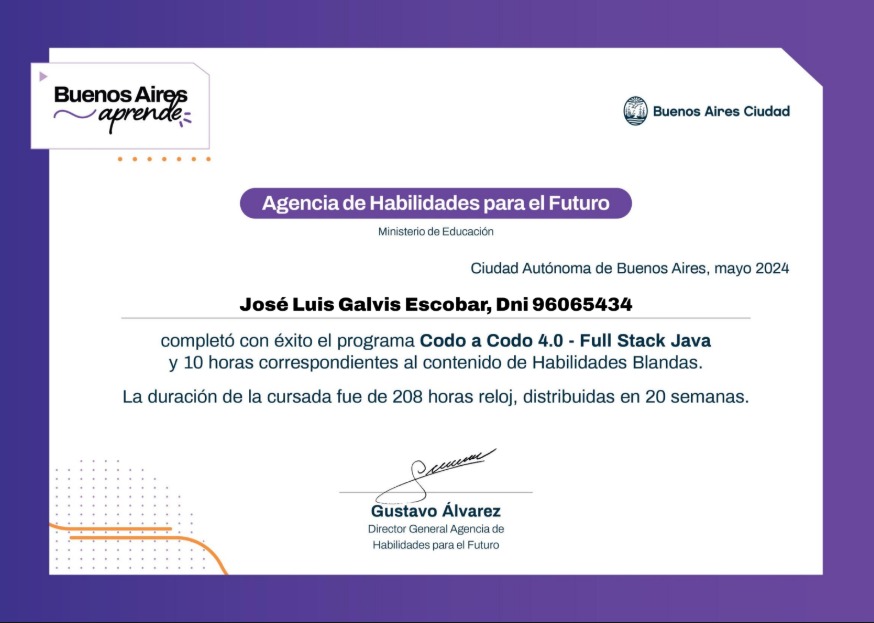 Buenos Aires
aprende
Buenos Aires Ciudad
Agencia de Habilidades para el Futuro
Ministerio de Educación
Ciudad Autónoma de Buenos Aires, mayo 2024
José Luis Galvis Escobar, Dni 96065434
completó con éxito el programa Codo a Codo 4.0 - Full Stack Java
y 10 horas correspondientes al contenido de Habilidades Blandas.
La duración de la cursada fue de 208 horas reloj, distribuidas en 20 semanas.
Gustavo Álvarez
Director General Agencia de
Habilidades para el Futuro